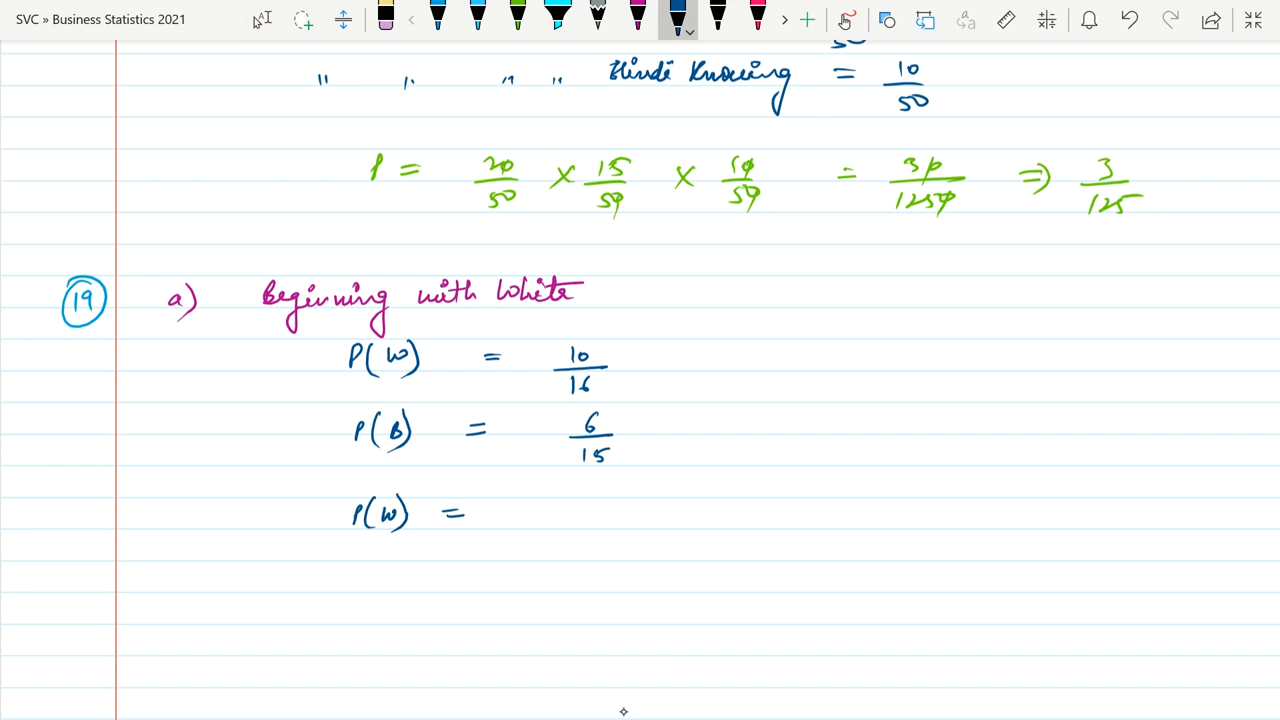 SVC » Business Statistics 2021
50
" " " " Hindi Knowing = 10/50
P = 20/50 × 15/50 × 10/50 = 30/1250 ⇒ 3/125
19 a) Beginning with White
P(W) = 10/16
P(B) = 6/15
P(W) =